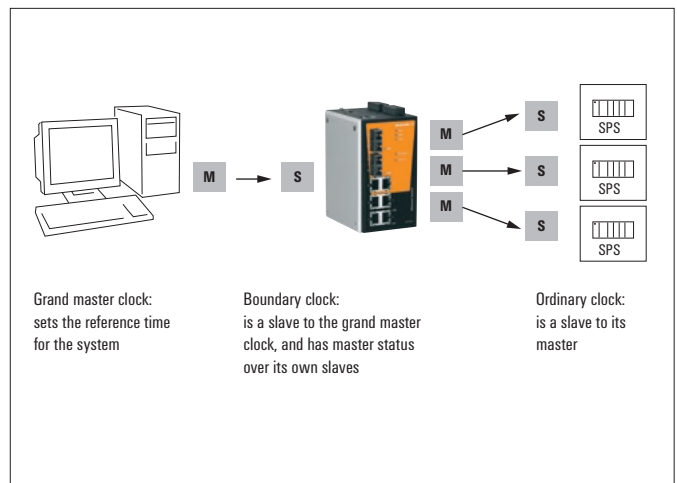 M
S
M
M
M
S
S
S
SPS
SPS
SPS
Grand master clock:
sets the reference time
for the system
Boundary clock:
is a slave to the grand master
clock, and has master status
over its own slaves
Ordinary clock:
is a slave to its
master